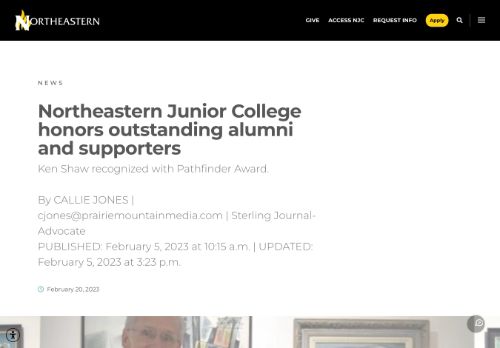 NORTHEASTERN
GIVE
ACCESS NJC
REQUEST INFO
Apply
NEWS
Northeastern Junior College
honors outstanding alumni
and supporters
Ken Shaw recognized with Pathfinder Award.
By CALLIE JONES |
cjones@prairiemountainmedia.com | Sterling Journal-
Advocate
PUBLISHED: February 5, 2023 at 10:15 a.m. | UPDATED:
February 5, 2023 at 3:23 p.m.
February 20, 2023